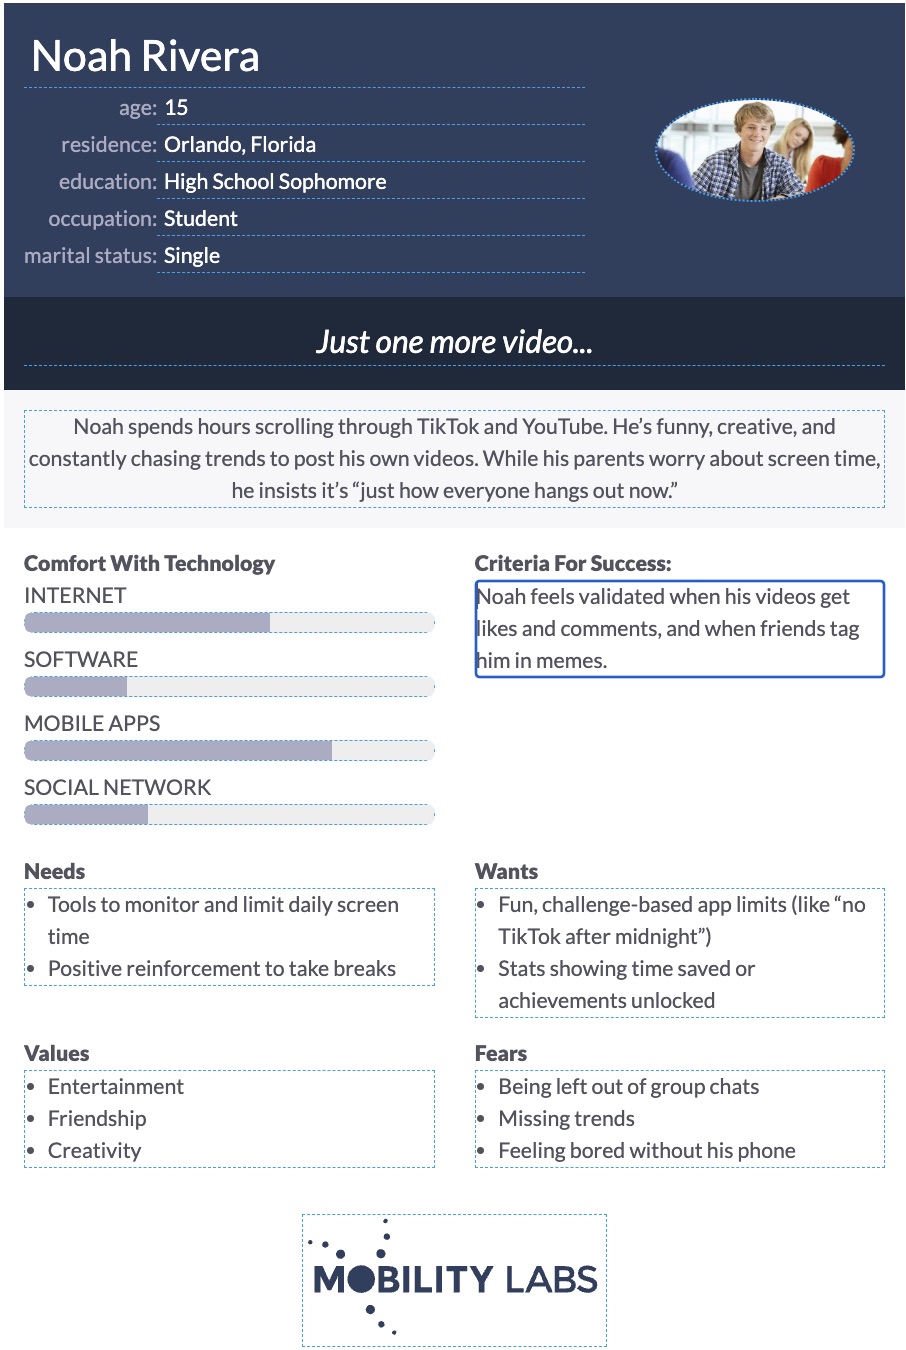 Noah Rivera
age: 15
residence: Orlando, Florida
education: High School Sophomore
occupation: Student
marital status: Single
Just one more video...
Noah spends hours scrolling through TikTok and YouTube. He’s funny, creative, and
constantly chasing trends to post his own videos. While his parents worry about screen time,
he insists it’s “just how everyone hangs out now.”
Comfort With Technology
INTERNET
SOFTWARE
MOBILE APPS
SOCIAL NETWORK
Criteria For Success:
Noah feels validated when his videos get
likes and comments, and when friends tag
him in memes.
Needs
• Tools to monitor and limit daily screen
time
• Positive reinforcement to take breaks
Wants
• Fun, challenge-based app limits (like “no
TikTok after midnight”)
• Stats showing time saved or
achievements unlocked
Values
• Entertainment
• Friendship
• Creativity
Fears
• Being left out of group chats
• Missing trends
• Feeling bored without his phone
MOBILITY LABS